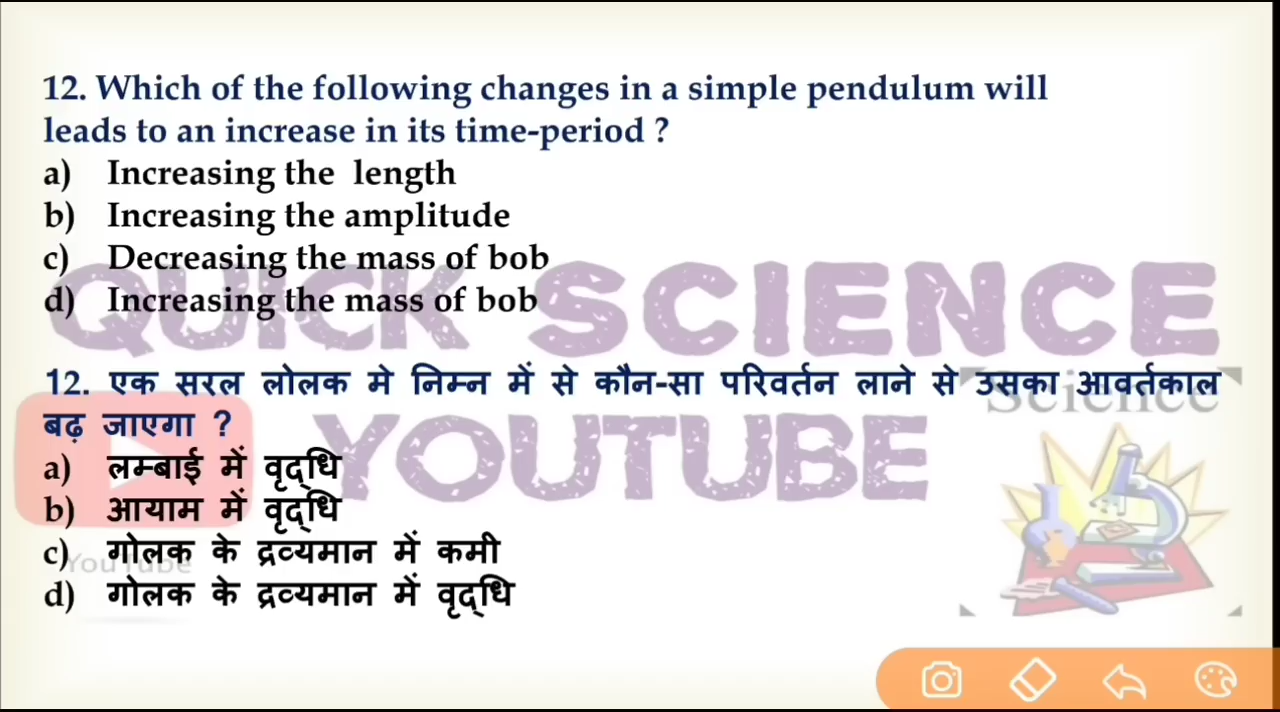 12. Which of the following changes in a simple pendulum will
leads to an increase in its time-period ?
a) Increasing the length
b) Increasing the amplitude
c) Decreasing the mass of bob
d) Increasing the mass of bob
QUICK SCIENCE
12. एक सरल लोलक मे निम्न में से कौन-सा परिवर्तन लाने से उसका आवर्तकाल
Science
बढ़ जाएगा ?
YOUTUBE
a) लम्बाई में वृद्धि
b) आयाम में वृद्धि
c) गोलक के द्रव्यमान में कमी
YouTube
d) गोलक के द्रव्यमान में वृद्धि